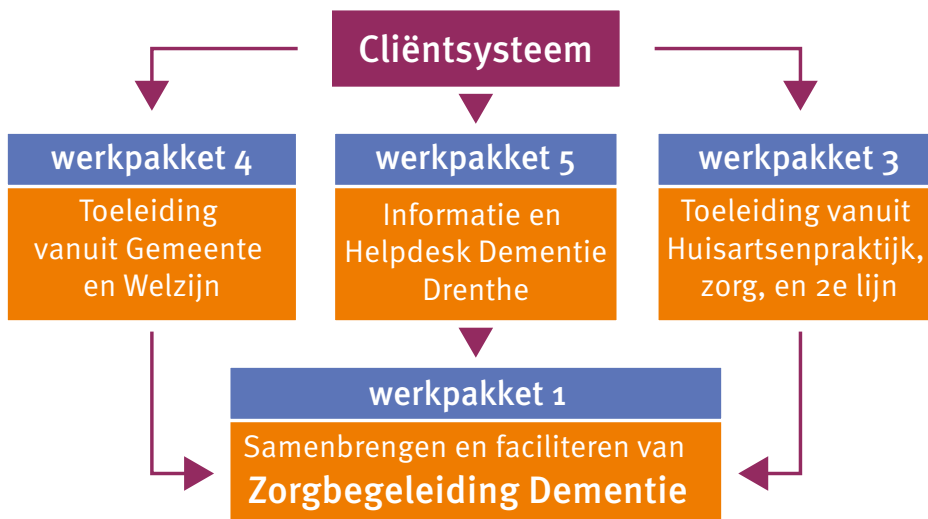 Cliëntsysteem
werkpakket 4
Toeleiding
vanuit Gemeente
en Welzijn
werkpakket 5
Informatie en
Helpdesk Dementie
Drenthe
werkpakket 3
Toeleiding vanuit
Huisartsenpraktijk,
zorg, en 2e lijn
werkpakket 1
Samenbrengen en faciliteren van
Zorgbegeleiding Dementie